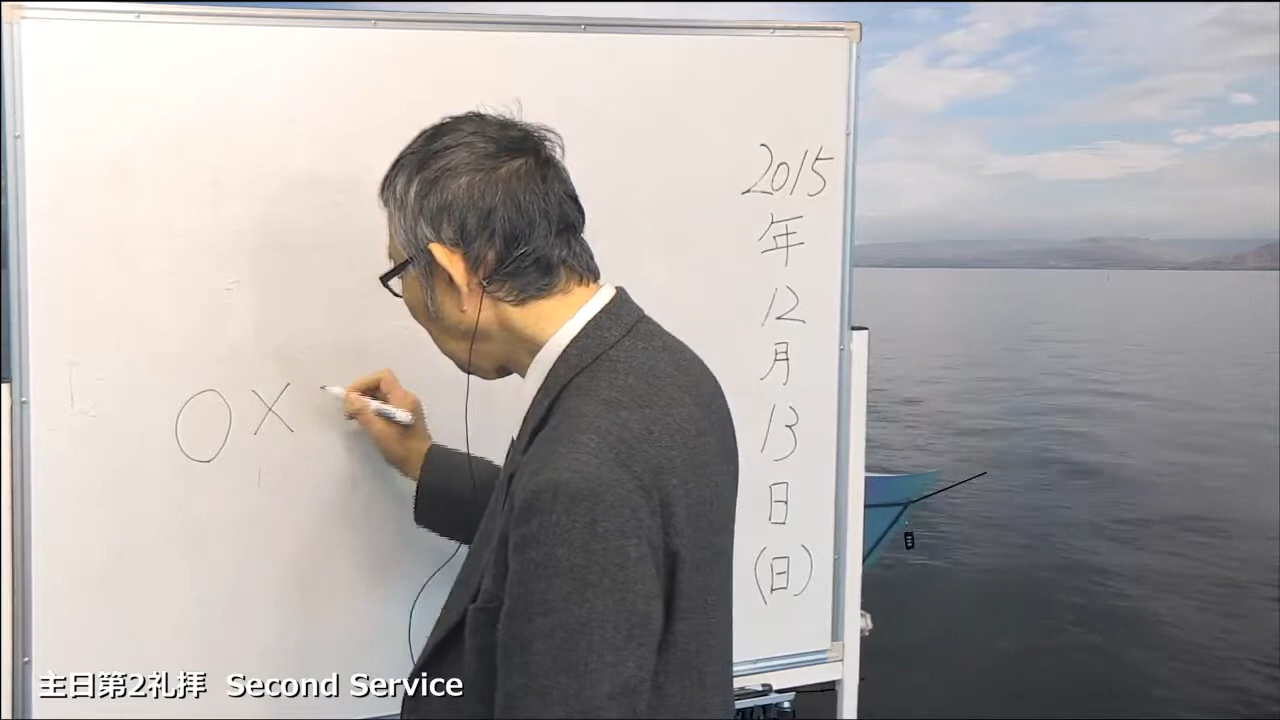 2015
年
12
月
13
日
(日)
O X
主日第2礼拝 Second Service